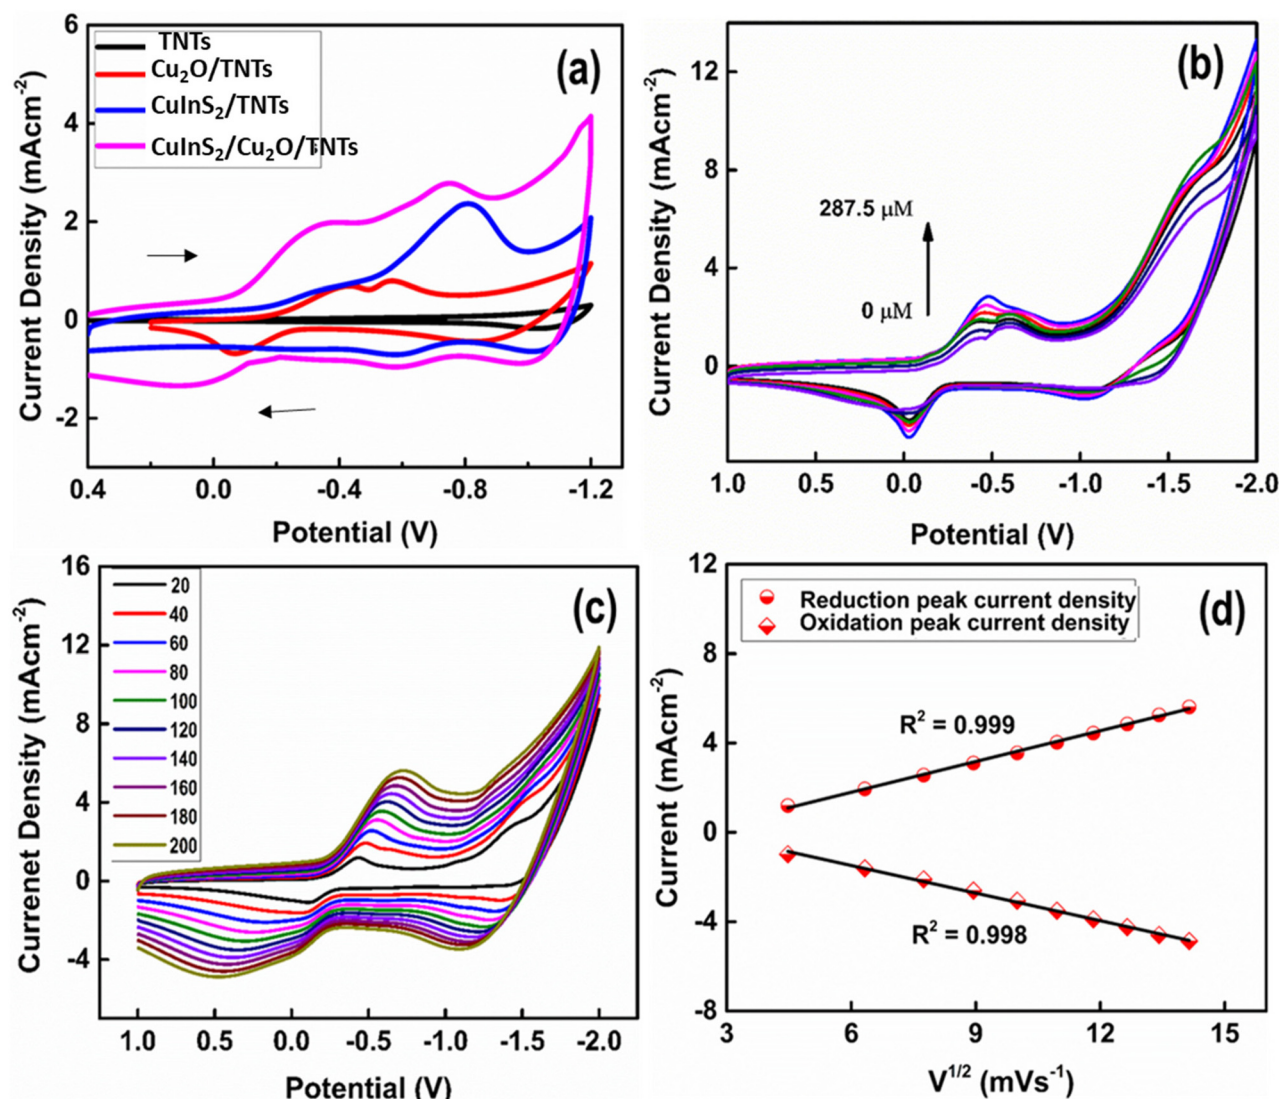 (a)
TNTs
Cu₂O/TNTs
CuInS₂/TNTs
CuInS₂/Cu₂O/TNTs
Current Density (mAcm⁻²)
6
4
2
0
-2
0.4 0.0 -0.4 -0.8 -1.2
Potential (V)
(b)
287.5 μM
0 μM
Current Density (mAcm⁻²)
12
8
4
0
1.0 0.5 0.0 -0.5 -1.0 -1.5 -2.0
Potential (V)
(c)
20
40
60
80
100
120
140
160
180
200
Currenet Density (mAcm⁻²)
16
12
8
4
0
-4
1.0 0.5 0.0 -0.5 -1.0 -1.5 -2.0
Potential (V)
(d)
Reduction peak current density
Oxidation peak current density
R² = 0.999
R² = 0.998
Current (mAcm⁻²)
12
8
4
0
-4
-8
3 6 9 12 15
V¹/² (mVs⁻¹)